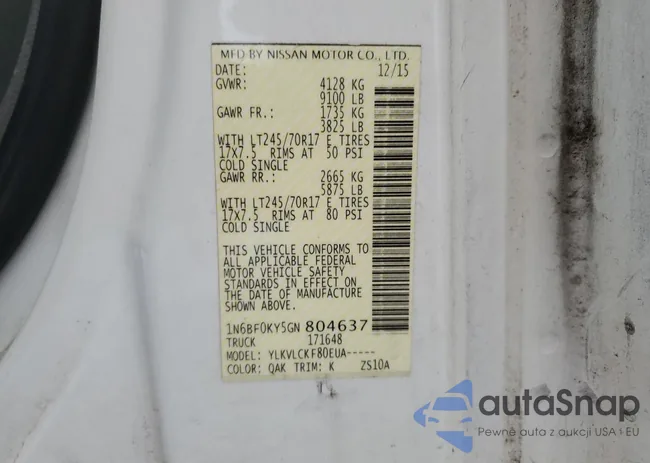 MFD BY NISSAN MOTOR CO., LTD.
DATE: 12/15
GVWR: 4128 KG
9100 LB
GAWR FR.: 1735 KG
3825 LB
WITH LT245/70R17 E TIRES
17X7.5 RIMS AT 50 PSI
COLD SINGLE
GAWR RR.: 2665 KG
5875 LB
WITH LT245/70R17 E TIRES
17X7.5 RIMS AT 80 PSI
COLD SINGLE
THIS VEHICLE CONFORMS TO
ALL APPLICABLE FEDERAL
MOTOR VEHICLE SAFETY
STANDARDS IN EFFECT ON
THE DATE OF MANUFACTURE
SHOWN ABOVE.
1N6BF0KY5GN 804637
TRUCK 171648
MODEL: YLKVLCKF80EUA-----
COLOR: QAK TRIM: K ZS10A
autoSnap
Pewne auta z aukcji USA i EU